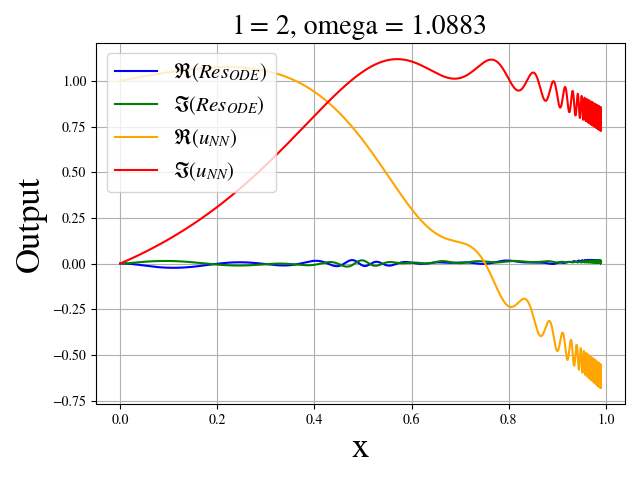 l = 2, omega = 1.0883
ℜ(Res_ODE)
ℑ(Res_ODE)
ℜ(u_NN)
ℑ(u_NN)
Output
1.00
0.75
0.50
0.25
0.00
−0.25
−0.50
−0.75
0.0 0.2 0.4 0.6 0.8 1.0
x